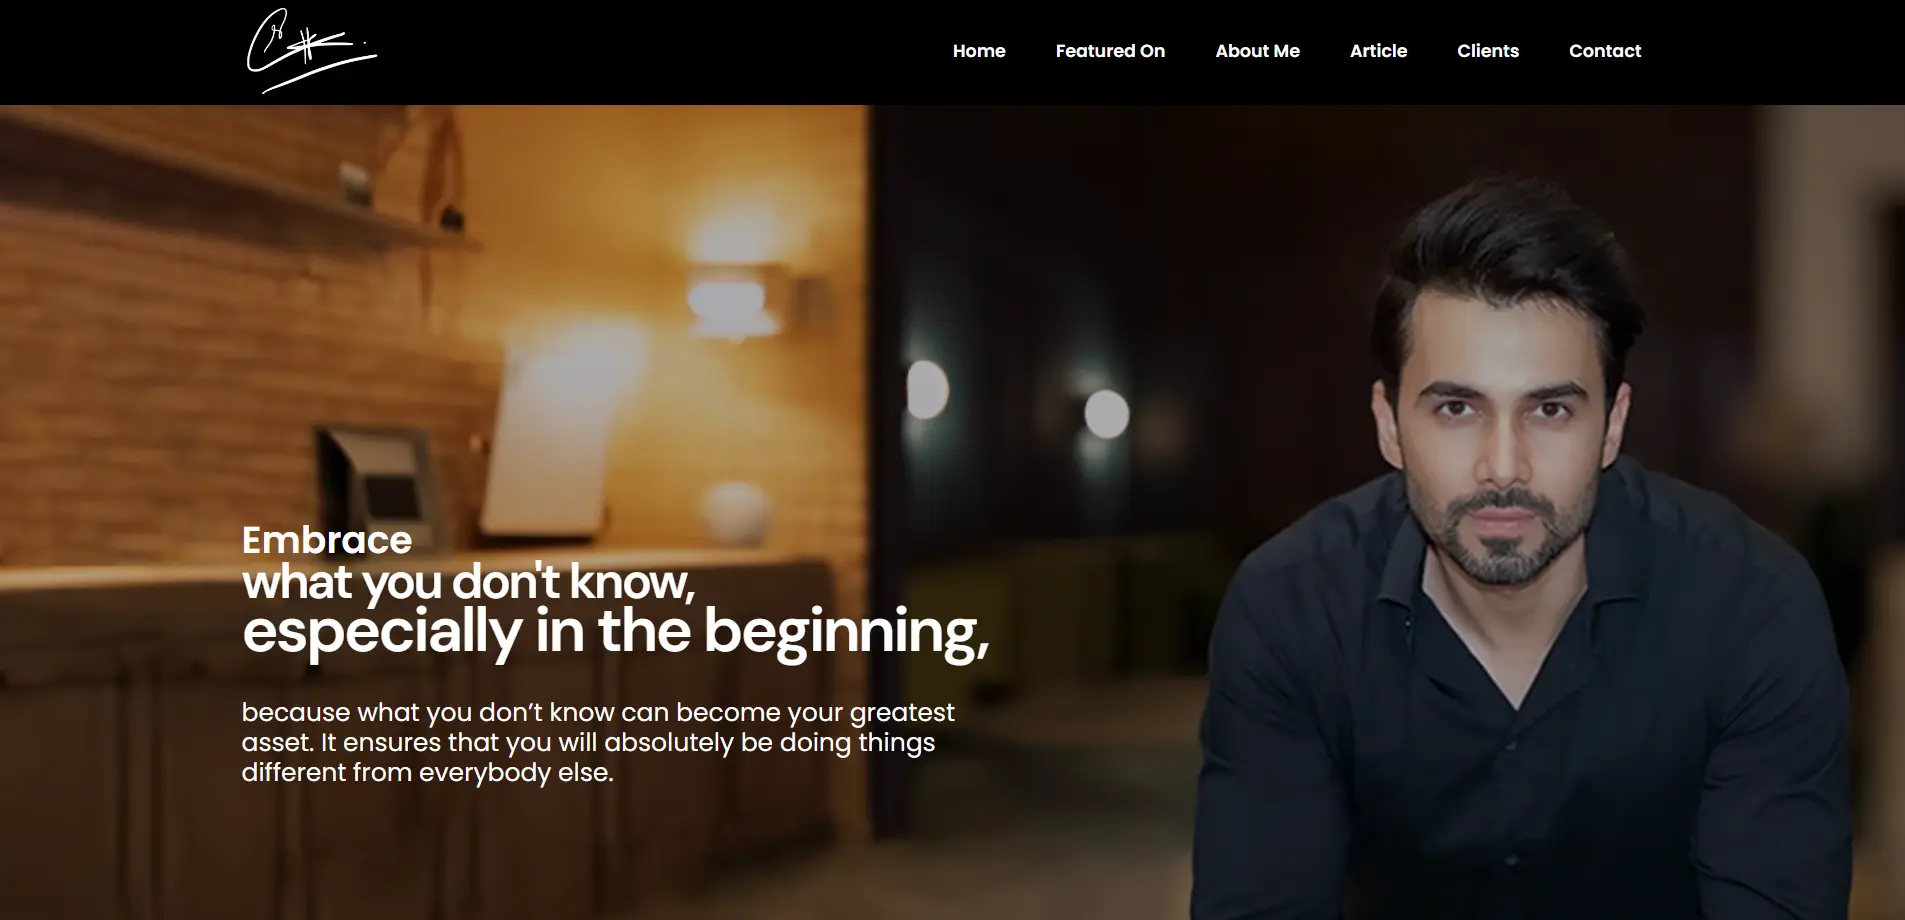 Home Featured On About Me Article Clients Contact
Embrace
what you don't know,
especially in the beginning,
because what you don’t know can become your greatest
asset. It ensures that you will absolutely be doing things
different from everybody else.